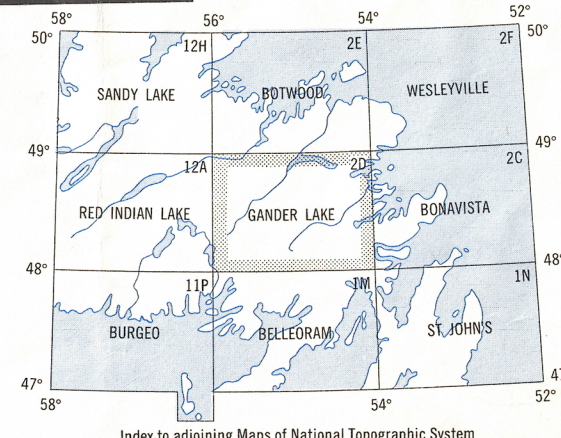 58° 56° 54° 52°
50° 12H 2E 2F 50°
SANDY LAKE BOTWOOD WESLEYVILLE
49° 12A 2D 2C 49°
RED INDIAN LAKE GANDER LAKE BONAVISTA
48° 11P 1M 1N 48°
BURGEO BELLEORAM ST. JOHN'S
47° 47
58° 54° 52°
Index to adjoining Maps of National Topographic System